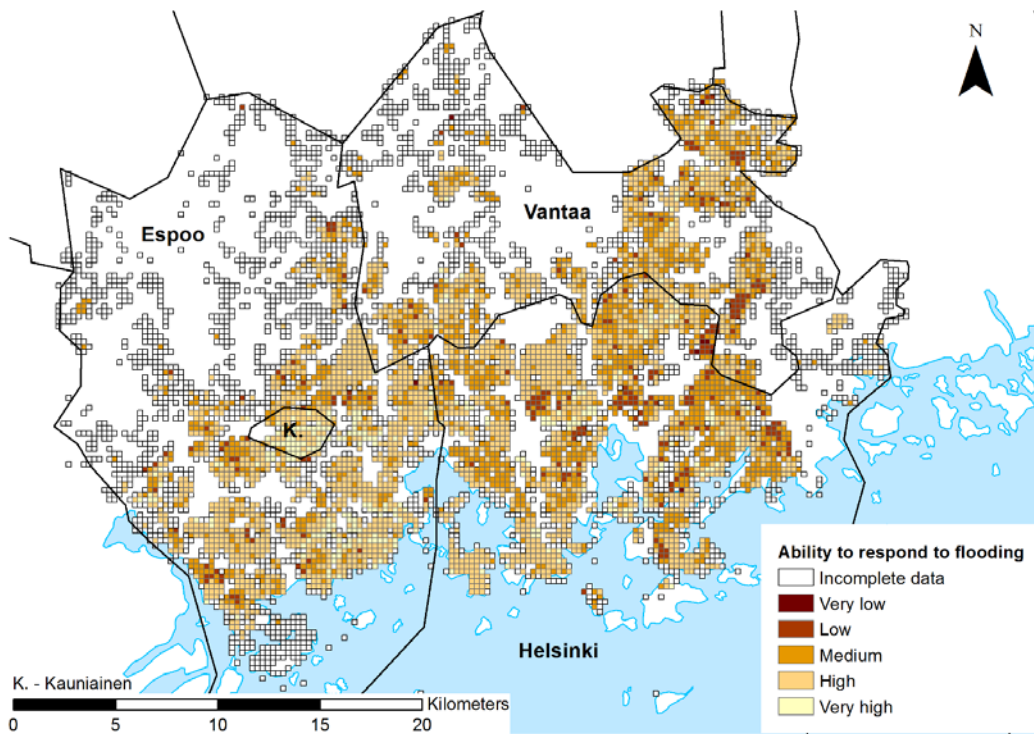 N
Vantaa
Espoo
K.
Helsinki
Ability to respond to flooding
Incomplete data
Very low
Low
Medium
High
Very high
K. - Kauniainen
Kilometers
0 5 10 15 20